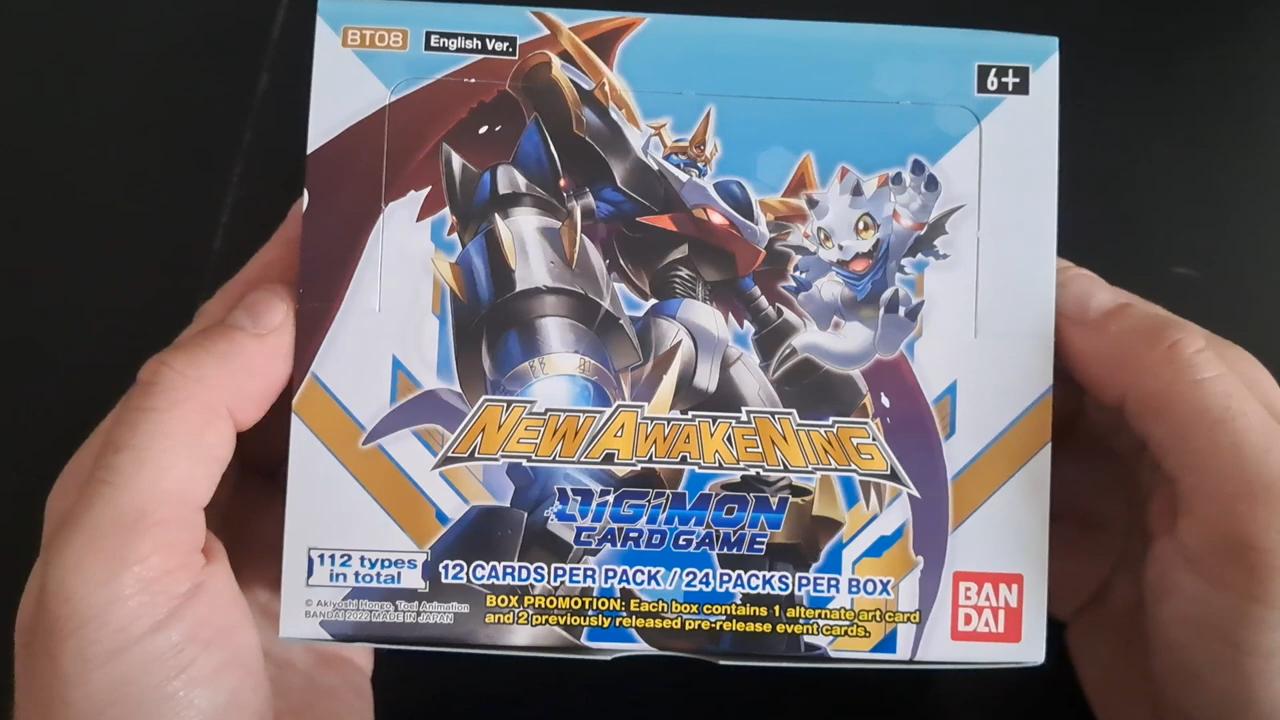 BT08
English Ver.
6+
NEW AWAKENING
DIGIMON
CARD GAME
112 types
in total
12 CARDS PER PACK / 24 PACKS PER BOX
© Akiyoshi Hongo, Toei Animation
BANDAI 2022 MADE IN JAPAN
BOX PROMOTION: Each box contains 1 alternate art card
and 2 previously released pre-release event cards.
BAN
DAI